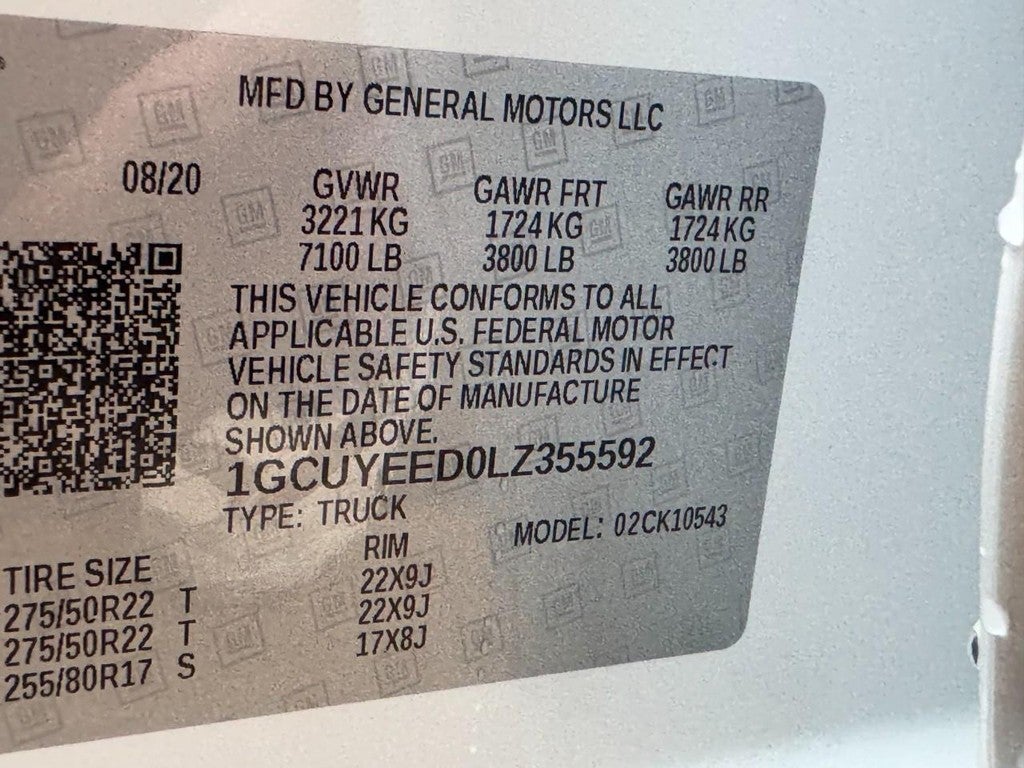 MFD BY GENERAL MOTORS LLC
08/20
GVWR GAWR FRT GAWR RR
3221 KG 1724 KG 1724 KG
7100 LB 3800 LB 3800 LB
THIS VEHICLE CONFORMS TO ALL
APPLICABLE U.S. FEDERAL MOTOR
VEHICLE SAFETY STANDARDS IN EFFECT
ON THE DATE OF MANUFACTURE
SHOWN ABOVE.
1GCUYEED0LZ355592
TYPE: TRUCK MODEL: 02CK10543
TIRE SIZE RIM
275/50R22 T 22X9J
275/50R22 T 22X9J
255/80R17 S 17X8J